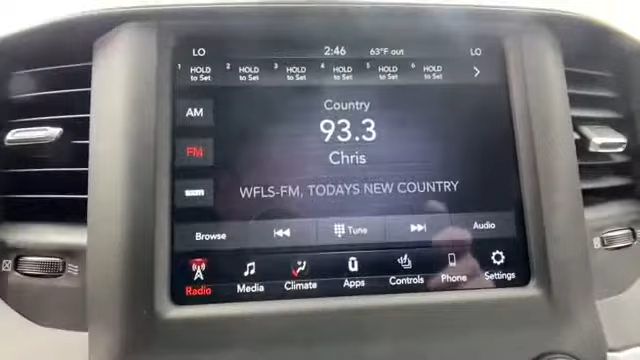 LO 2:46 63°F out LO
1 HOLD to Set 2 HOLD to Set 3 HOLD to Set 4 HOLD to Set 5 HOLD to Set 6 HOLD to Set
AM
Country
93.3
FM
Chris
WFLS-FM, TODAYS NEW COUNTRY
Browse Tune Audio
Radio Media Climate Apps Controls Phone Settings